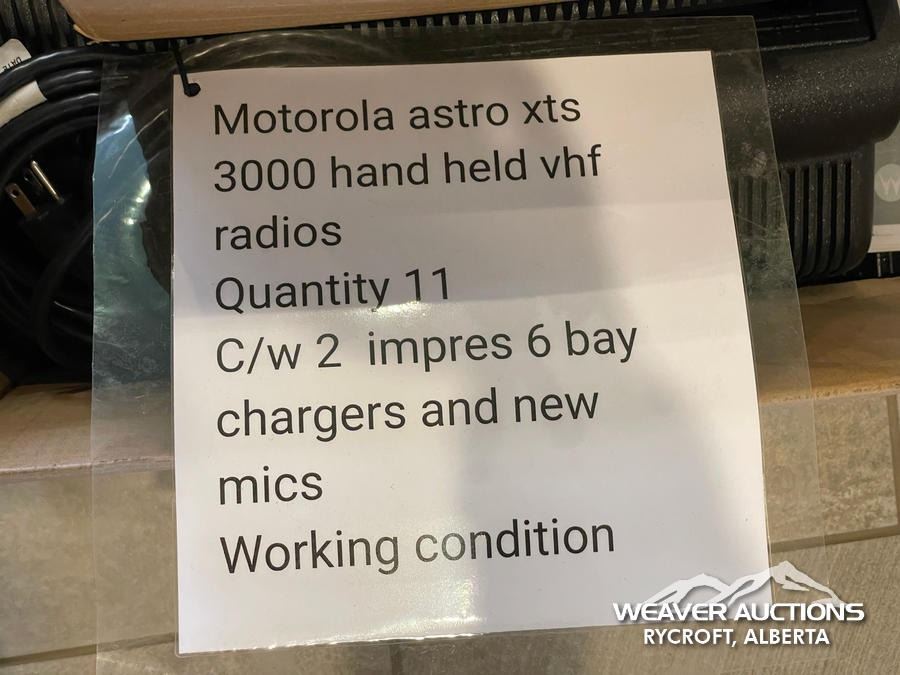 Motorola astro xts
3000 hand held vhf
radios
Quantity 11
C/w 2 impres 6 bay
chargers and new
mics
Working condition
WEAVER AUCTIONS
RYCROFT, ALBERTA